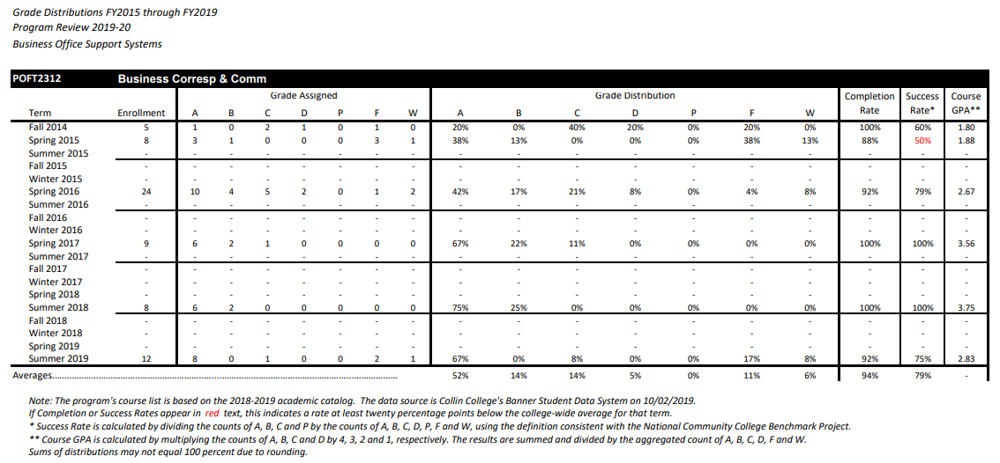 Grade Distributions FY2015 through FY2019
Program Review 2019-20
Business Office Support Systems
POFT2312 Business Corresp & Comm
Grade Assigned Grade Distribution Completion Success Course
Term Enrollment A B C D P F W A B C D P F W Rate Rate* GPA**
Fall 2014 5 1 0 2 1 0 1 0 20% 0% 40% 20% 0% 20% 0% 100% 60% 1.80
Spring 2015 8 3 1 0 0 0 3 1 38% 13% 0% 0% 0% 38% 13% 88% 50% 1.88
Summer 2015 - - - - - - - - - - - - - - - - - -
Fall 2015 - - - - - - - - - - - - - - - - - -
Winter 2015 - - - - - - - - - - - - - - - - - -
Spring 2016 24 10 4 5 2 0 1 2 42% 17% 21% 8% 0% 4% 8% 92% 79% 2.67
Summer 2016 - - - - - - - - - - - - - - - - - -
Fall 2016 - - - - - - - - - - - - - - - - - -
Winter 2016 - - - - - - - - - - - - - - - - - -
Spring 2017 9 6 2 1 0 0 0 0 67% 22% 11% 0% 0% 0% 0% 100% 100% 3.56
Summer 2017 - - - - - - - - - - - - - - - - - -
Fall 2017 - - - - - - - - - - - - - - - - - -
Winter 2017 - - - - - - - - - - - - - - - - - -
Spring 2018 - - - - - - - - - - - - - - - - - -
Summer 2018 8 6 2 0 0 0 0 0 75% 25% 0% 0% 0% 0% 0% 100% 100% 3.75
Fall 2018 - - - - - - - - - - - - - - - - - -
Winter 2018 - - - - - - - - - - - - - - - - - -
Spring 2019 - - - - - - - - - - - - - - - - - -
Summer 2019 12 8 0 1 0 0 2 1 67% 0% 8% 0% 0% 17% 8% 92% 75% 2.83
Averages........................................................................................................................ 52% 14% 14% 5% 0% 11% 6% 94% 79% -
Note: The program's course list is based on the 2018-2019 academic catalog. The data source is Collin College's Banner Student Data System on 10/02/2019.
If Completion or Success Rates appear in red text, this indicates a rate at least twenty percentage points below the college-wide average for that term.
* Success Rate is calculated by dividing the counts of A, B, C and P by the counts of A, B, C, D, P, F and W, using the definition consistent with the National Community College Benchmark Project.
** Course GPA is calculated by multiplying the counts of A, B, C and D by 4, 3, 2 and 1, respectively. The results are summed and divided by the aggregated count of A, B, C, D, F and W.
Sums of distributions may not equal 100 percent due to rounding.